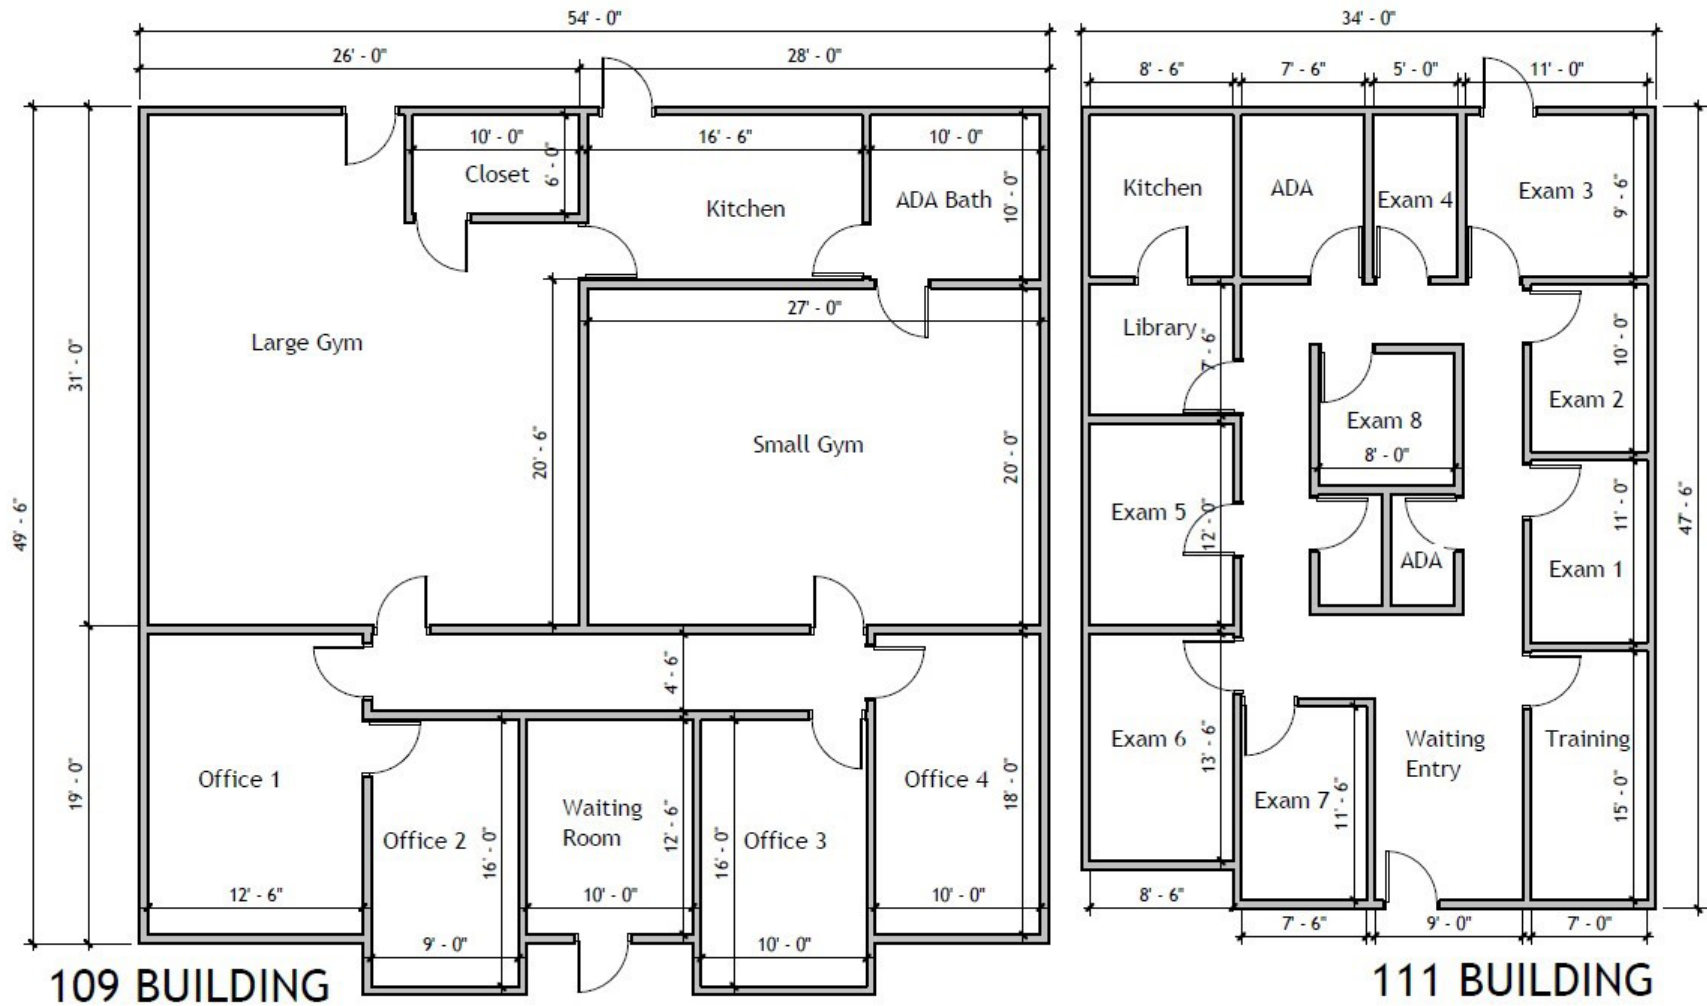 54' - 0"
34' - 0"
26' - 0"
28' - 0"
8' - 6"
7' - 6"
5' - 0"
11' - 0"
10' - 0"
Closet
6' - 0"
16' - 6"
Kitchen
10' - 0"
ADA Bath
10' - 0"
Large Gym
31' - 0"
49' - 6"
20' - 6"
27' - 0"
Small Gym
20' - 0"
19' - 0"
4' - 6"
Office 1
12' - 6"
Office 2
16' - 0"
9' - 0"
Waiting
Room
12' - 6"
10' - 0"
Office 3
16' - 0"
10' - 0"
Office 4
18' - 0"
10' - 0"
109 BUILDING
Kitchen
ADA
Exam 4
Exam 3
9' - 6"
Library
7' - 6"
Exam 2
10' - 0"
Exam 8
8' - 0"
Exam 5
12' - 0"
ADA
Exam 1
11' - 0"
47' - 6"
Exam 6
13' - 6"
Exam 7
11' - 6"
Waiting
Entry
Training
15' - 0"
8' - 6"
7' - 6"
9' - 0"
7' - 0"
111 BUILDING